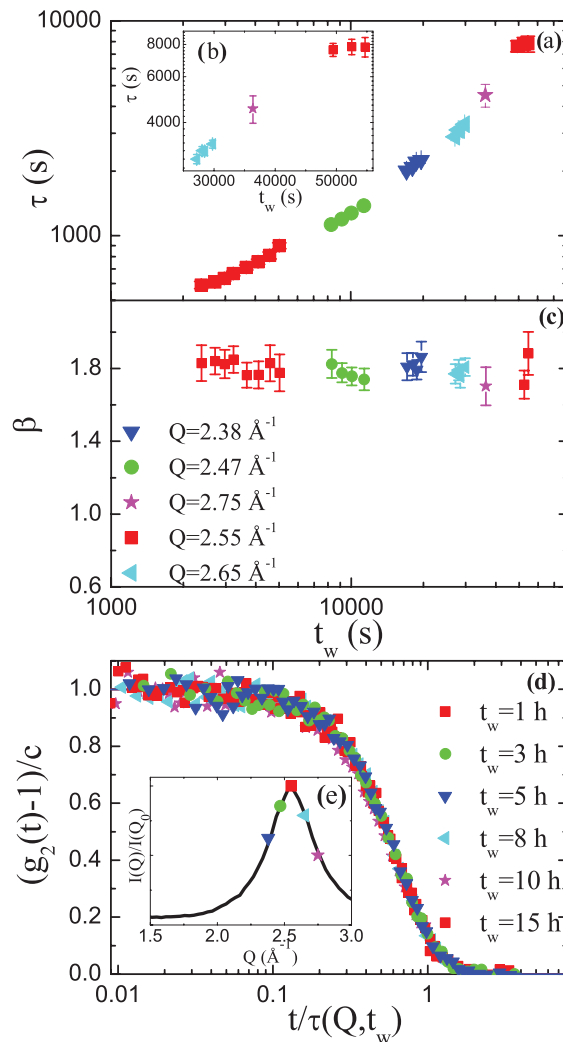 10000
1000
τ (s)
(a)
(b)
8000
6000
4000
τ (s)
30000 40000 50000
t_w (s)
(c)
1.8
1.4
1.0
0.6
β
Q=2.38 Å⁻¹
Q=2.47 Å⁻¹
Q=2.75 Å⁻¹
Q=2.55 Å⁻¹
Q=2.65 Å⁻¹
1000 10000
t_w (s)
(d)
1.0
0.8
0.6
0.4
0.2
0.0
(g₂(t)-1)/c
t_w=1 h
t_w=3 h
t_w=5 h
t_w=8 h
t_w=10 h
t_w=15 h
(e)
I(Q)/I(Q₀)
1.5 2.0 2.5 3.0
Q (Å⁻¹)
0.01 0.1 1
t/τ(Q,t_w)